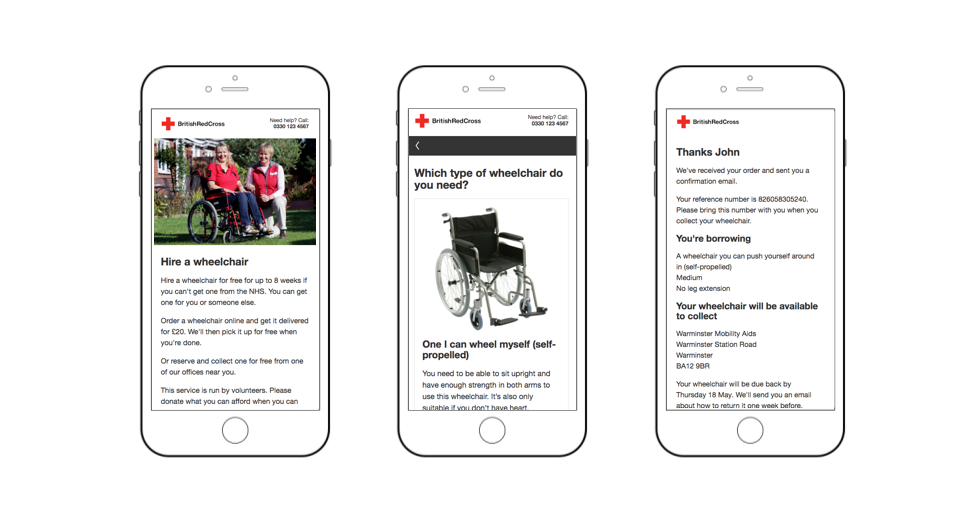 BritishRedCross
Need help? Call:
0330 123 4567
Hire a wheelchair
Hire a wheelchair for free for up to 8 weeks if
you can't get one from the NHS. You can get
one for you or someone else.
Order a wheelchair online and get it delivered
for £20. We'll then pick it up for free when
you're done.
Or reserve and collect one for free from one
of our offices near you.
This service is run by volunteers. Please
donate what you can afford when you can
BritishRedCross
Need help? Call:
0330 123 4567
Which type of wheelchair do
you need?
One I can wheel myself (self-
propelled)
You need to be able to sit upright and
have enough strength in both arms to
use this wheelchair. It's also only
suitable if you don't have heart,
BritishRedCross
Thanks John
We've received your order and sent you a
confirmation email.
Your reference number is 826058305240.
Please bring this number with you when you
collect your wheelchair.
You're borrowing
A wheelchair you can push yourself around
in (self-propelled)
Medium
No leg extension
Your wheelchair will be available
to collect
Warminster Mobility Aids
Warminster Station Road
Warminster
BA12 9BR
Your wheelchair will be due back by
Thursday 18 May. We'll send you an email
about how to return it one week before.